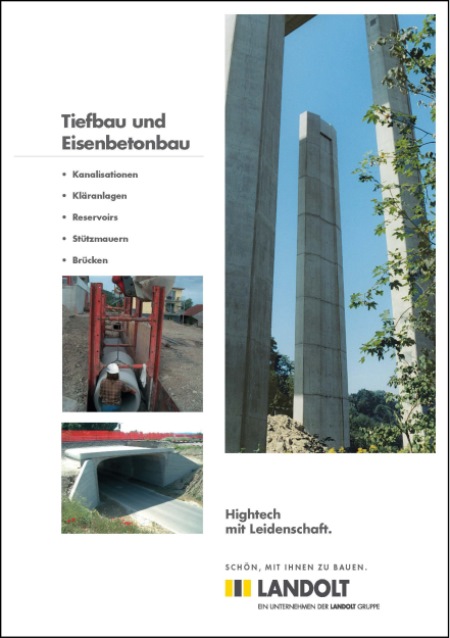 Tiefbau und
Eisenbetonbau
• Kanalisationen
• Kläranlagen
• Reservoirs
• Stützmauern
• Brücken
Hightech
mit Leidenschaft.
SCHÖN, MIT IHNEN ZU BAUEN.
LANDOLT
EIN UNTERNEHMEN DER LANDOLT GRUPPE